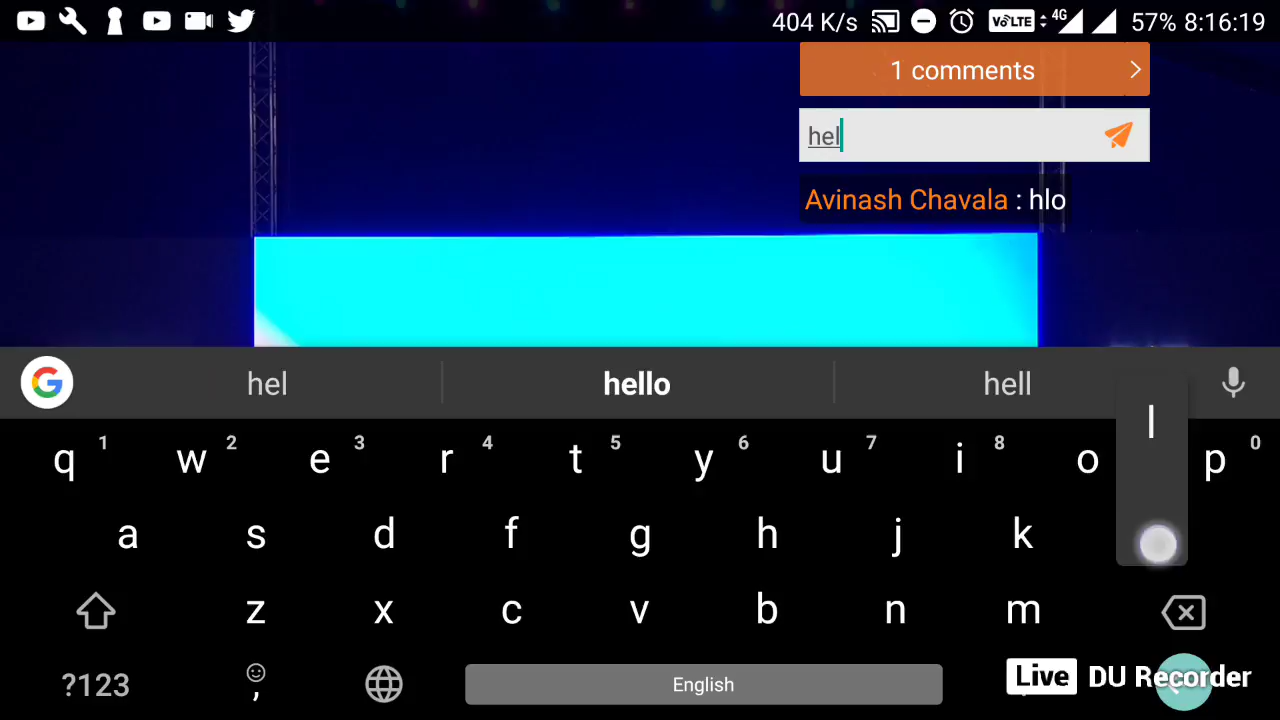 404 K/s VoLTE 4G 57% 8:16:19
1 comments
hel
Avinash Chavala : hlo
G hel hello hell
l
q 1 w 2 e 3 r 4 t 5 y 6 u 7 i 8 o p 0
a s d f g h j k
z x c v b n m
?123 , English Live DU Recorder